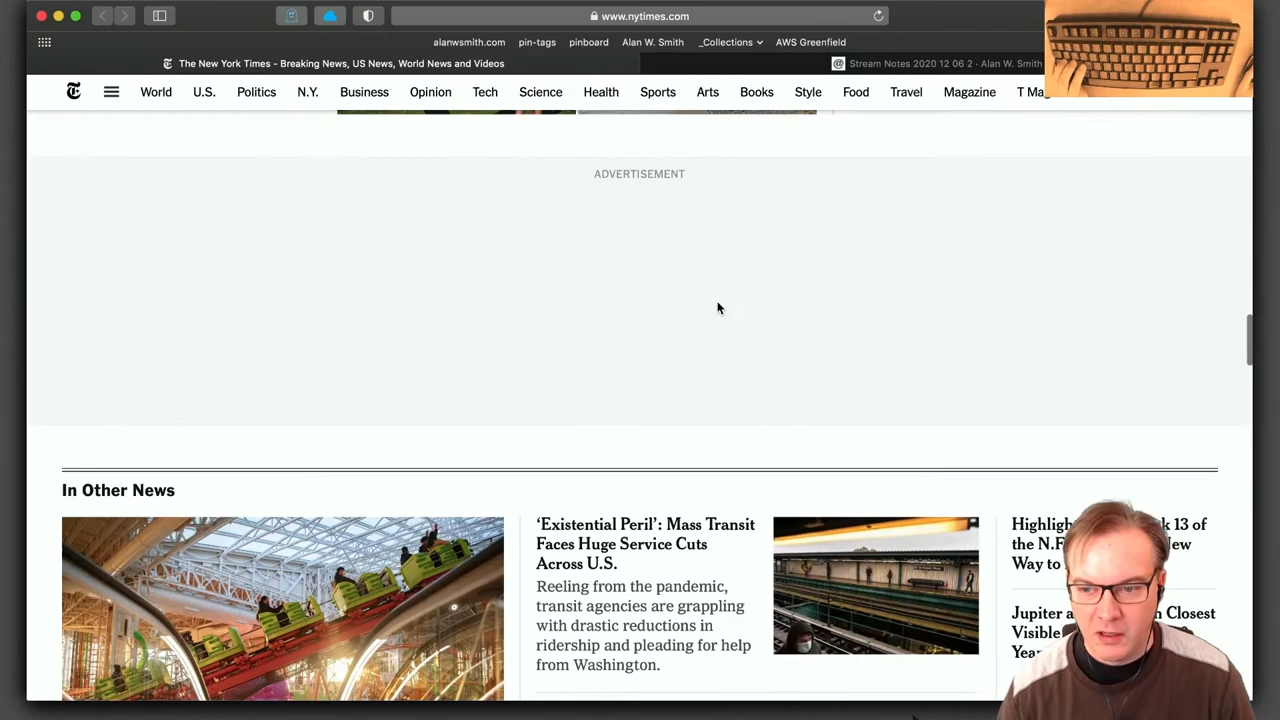 www.nytimes.com
alanwsmith.com pin-tags pinboard Alan W. Smith _Collections AWS Greenfield
The New York Times - Breaking News, US News, World News and Videos
Stream Notes 2020 12 06 2 - Alan W. Smith
World U.S. Politics N.Y. Business Opinion Tech Science Health Sports Arts Books Style Food Travel Magazine T
ADVERTISEMENT
In Other News
‘Existential Peril’: Mass Transit
Faces Huge Service Cuts
Across U.S.
Reeling from the pandemic,
transit agencies are grappling
with drastic reductions in
ridership and pleading for help
from Washington.
13 of
the
Way to
Jupiter Closest
Visible